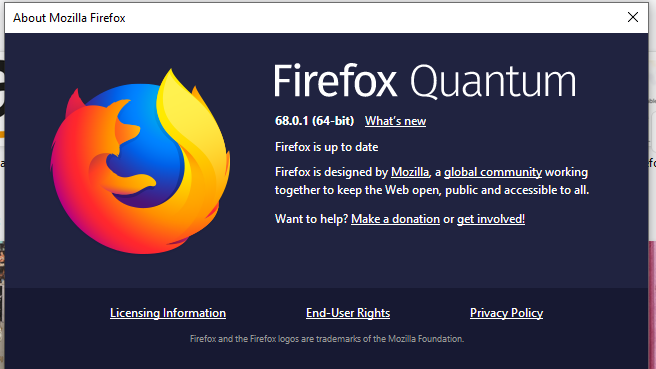 About Mozilla Firefox
Firefox Quantum
68.0.1 (64-bit) What's new
Firefox is up to date
Firefox is designed by Mozilla, a global community working
together to keep the Web open, public and accessible to all.
Want to help? Make a donation or get involved!
Licensing Information End-User Rights Privacy Policy
Firefox and the Firefox logos are trademarks of the Mozilla Foundation.